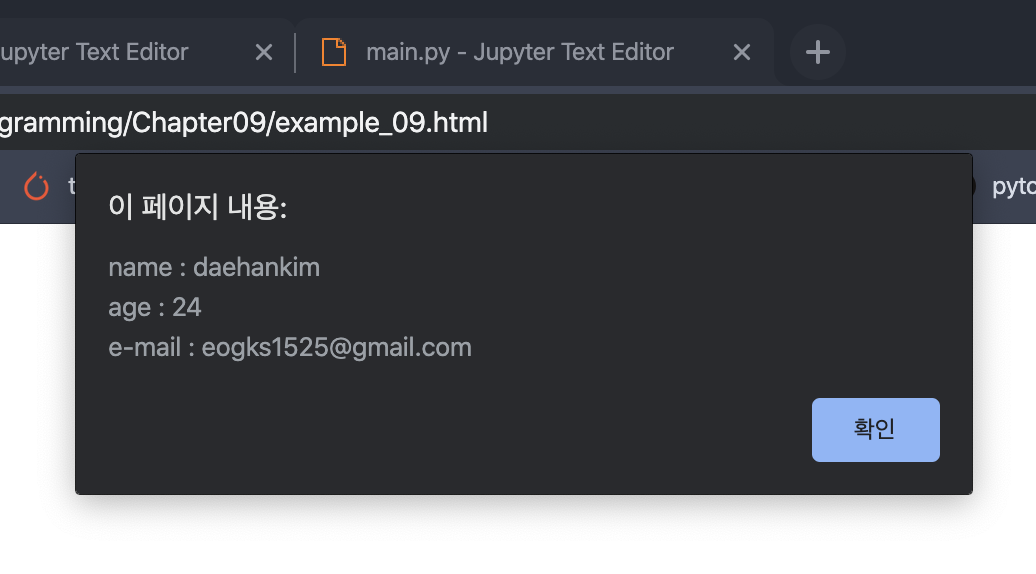 upyter Text Editor
main.py - Jupyter Text Editor
gramming/Chapter09/example_09.html
pyto
이 페이지 내용:
name : daehankim
age : 24
e-mail : eogks1525@gmail.com
확인